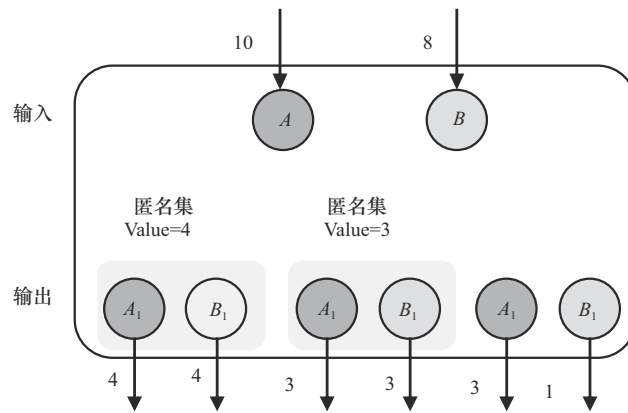 10 8
输入
A B
匿名集 匿名集
Value=4 Value=3
输出
A₁ B₁ A₁ B₁ A₁ B₁
4 4 3 3 3 1